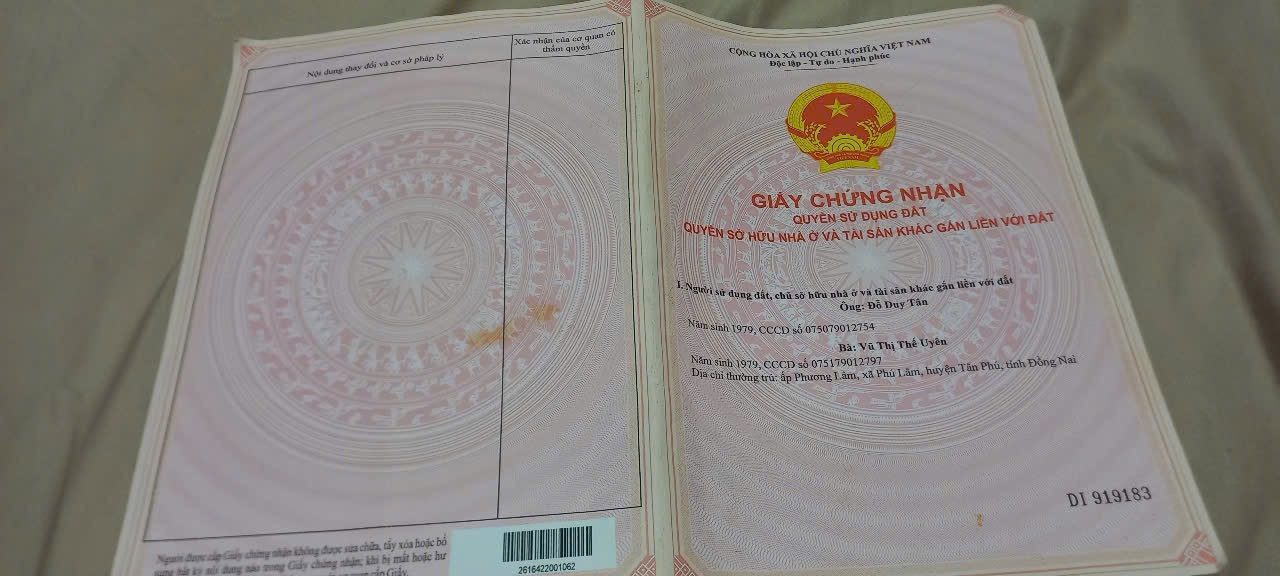 Nội dung thay đổi và cơ sở pháp lý
Xác nhận của cơ quan có
thẩm quyền
Người được cấp Giấy chứng nhận không được sửa chữa, tẩy xóa hoặc bổ
sung bất kỳ nội dung nào trong Giấy chứng nhận; khi bị mất hoặc hư
cấp Giấy.
2616422001062
CỘNG HÒA XÃ HỘI CHỦ NGHĨA VIỆT NAM
Độc lập - Tự do - Hạnh phúc
GIẤY CHỨNG NHẬN
QUYỀN SỬ DỤNG ĐẤT
QUYỀN SỞ HỮU NHÀ Ở VÀ TÀI SẢN KHÁC GẮN LIỀN VỚI ĐẤT
I. Người sử dụng đất, chủ sở hữu nhà ở và tài sản khác gắn liền với đất
Ông: Đỗ Duy Tân
Năm sinh 1979, CCCD số 075079012754
Bà: Vũ Thị Thế Uyên
Năm sinh 1979, CCCD số 075179012797
Địa chỉ thường trú: ấp Phương Lâm, xã Phú Lâm, huyện Tân Phú, tỉnh Đồng Nai
DI 919183